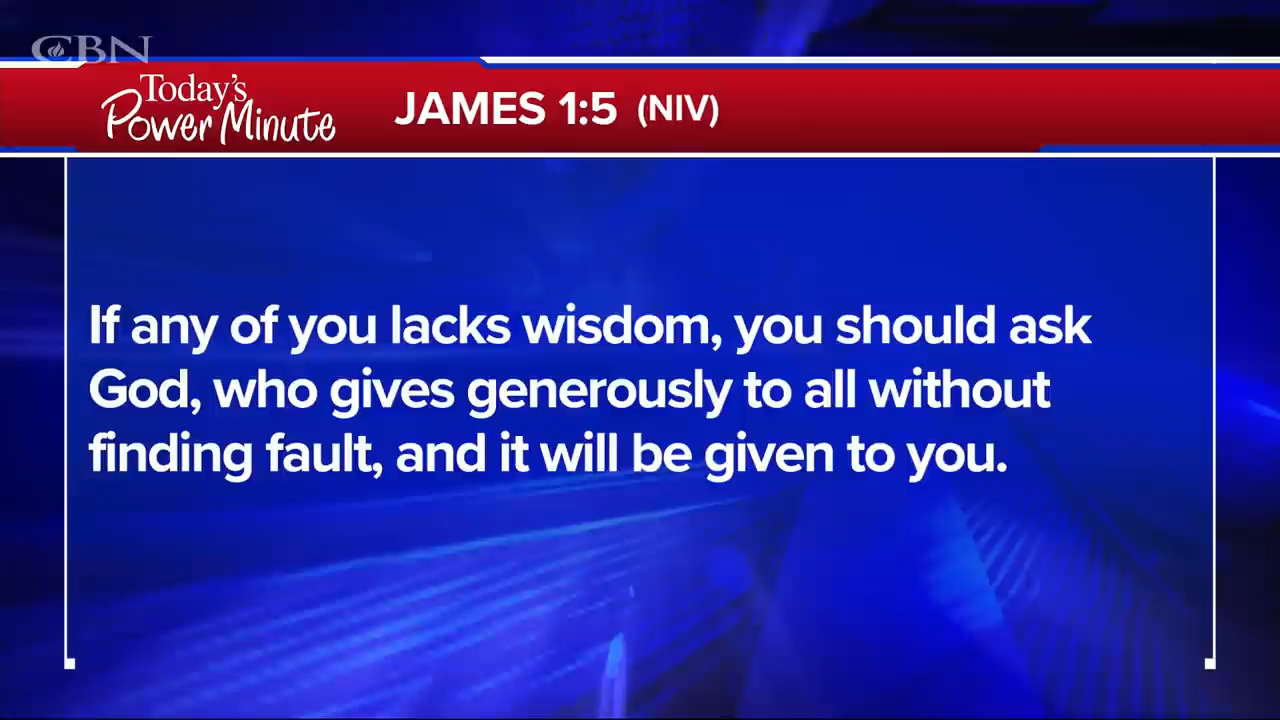 CBN
Today's
Power Minute
JAMES 1:5 (NIV)
If any of you lacks wisdom, you should ask
God, who gives generously to all without
finding fault, and it will be given to you.